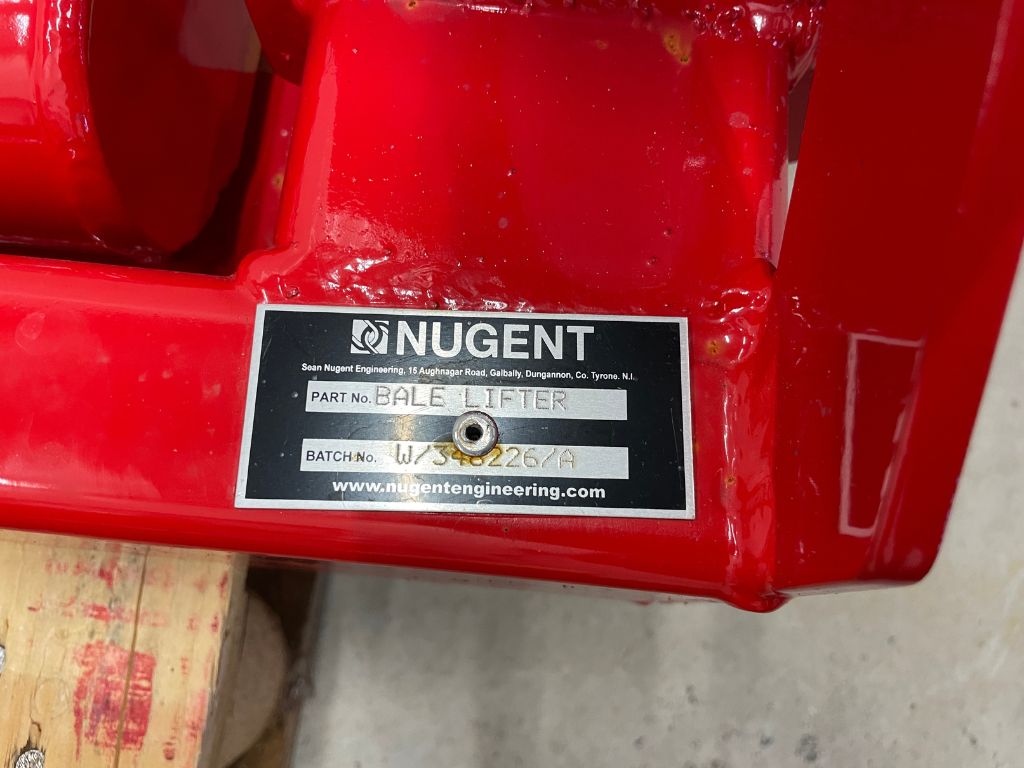 NUGENT
Sean Nugent Engineering, 15 Aughnagar Road, Galbally, Dungannon, Co. Tyrone. N.I.
PART No. BALE LIFTER
BATCH No. W/348226/A
www.nugentengineering.com